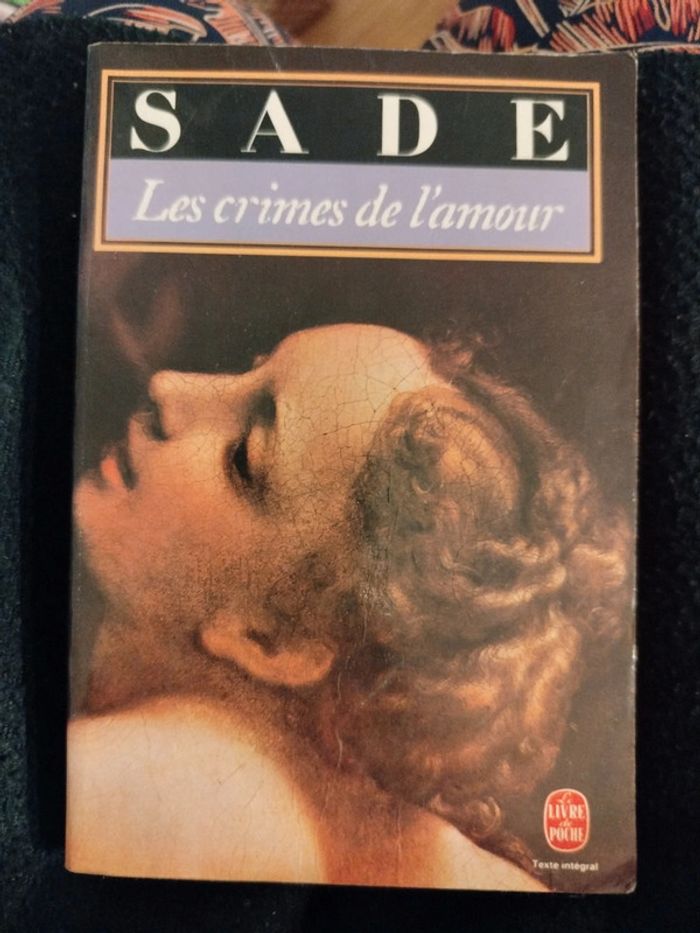 SADE
Les crimes de l'amour
Le
LIVRE
de
POCHE
Texte intégral